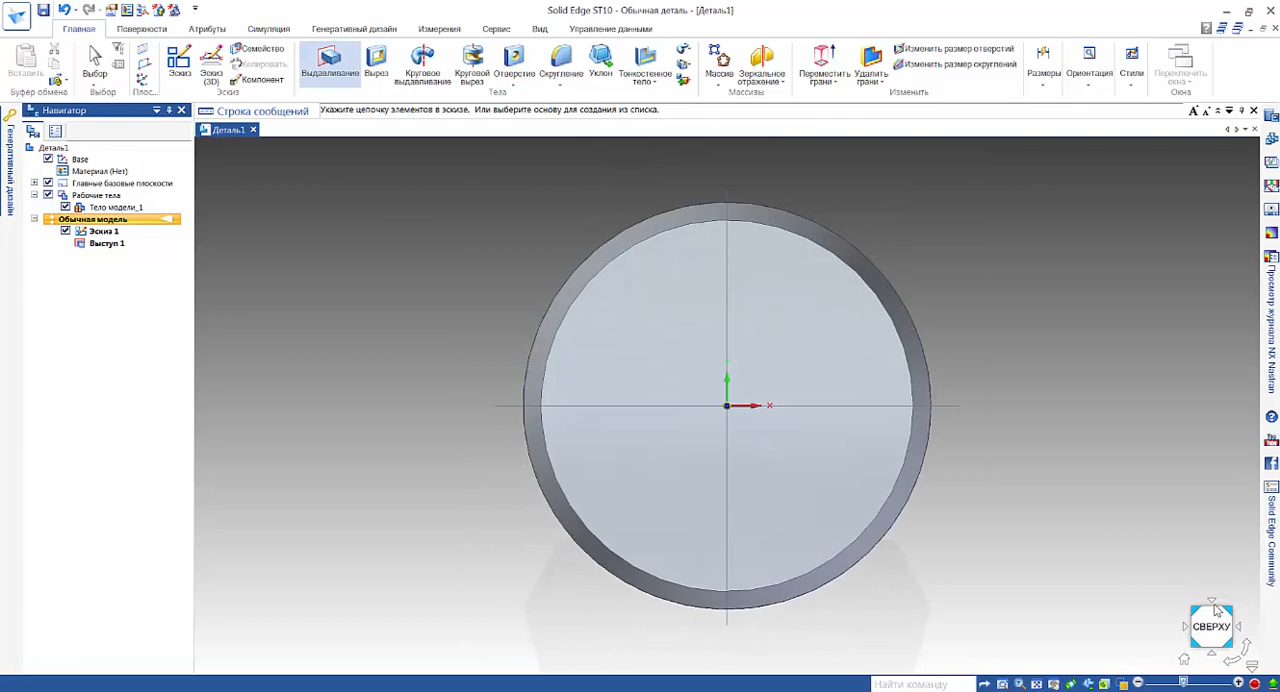 Solid Edge ST10 - Обычная деталь - [Деталь1]
Главная Поверхности Атрибуты Симуляция Генеративный дизайн Измерения Сервис Вид Управление данными
Вставить Выбор Плос... Эскиз Эскиз (3D) Семейство Копировать Компонент Выдавливание Вырез Круговое выдавливание Круговой вырез Отверстие Скругление Уклон Тонкостенное тело Массив Зеркальное отражение Переместить грани Удалить грани Изменить размер отверстий Изменить размер скруглений Размеры Ориентация Стили Переключить окна
Буфер обмена Выбор Эскиз Тела Массивы Изменить Окна
Навигатор
Строка сообщений Укажите цепочку элементов в эскизе. Или выберите основу для создания из списка.
Деталь1
Деталь1
Base
Материал (Нет)
Главные базовые плоскости
Рабочие тела
Тело модели_1
Обычная модель
Эскиз 1
Выступ 1
Генеративный дизайн
x
СВЕРХУ
Просмотр журнала NX Nastran
You Tube
Solid Edge Community
Найти команду